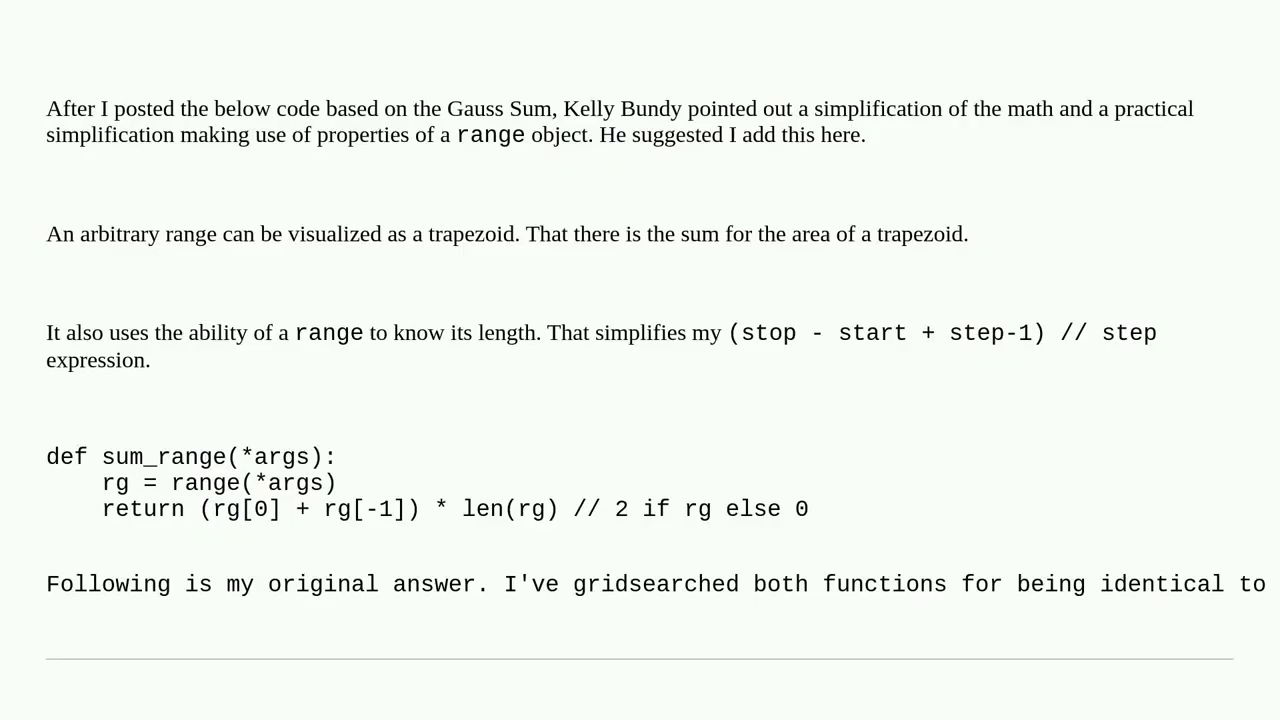 After I posted the below code based on the Gauss Sum, Kelly Bundy pointed out a simplification of the math and a practical
simplification making use of properties of a range object. He suggested I add this here.
An arbitrary range can be visualized as a trapezoid. That there is the sum for the area of a trapezoid.
It also uses the ability of a range to know its length. That simplifies my (stop - start + step-1) // step
expression.
def sum_range(*args):
    rg = range(*args)
    return (rg[0] + rg[-1]) * len(rg) // 2 if rg else 0
Following is my original answer. I've gridsearched both functions for being identical to